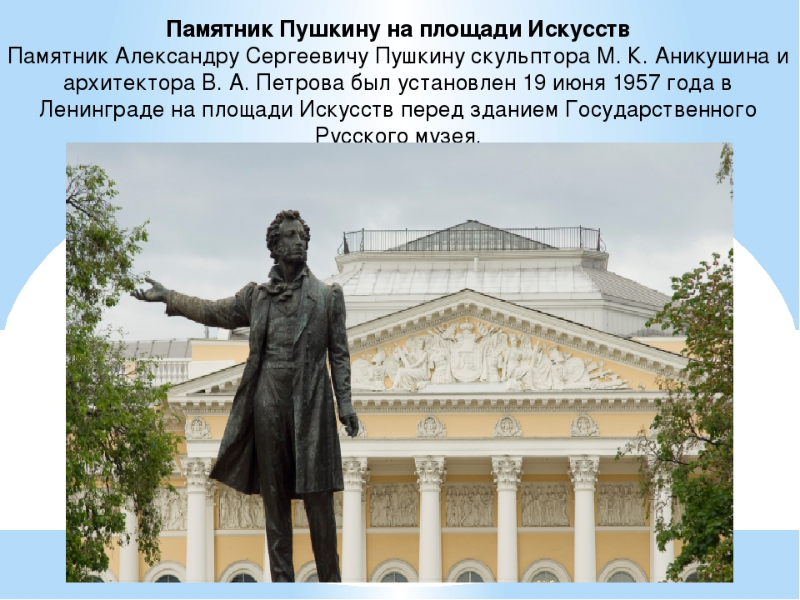 Памятник Пушкину на площади Искусств
Памятник Александру Сергеевичу Пушкину скульптора М. К. Аникушина и
архитектора В. А. Петрова был установлен 19 июня 1957 года в
Ленинграде на площади Искусств перед зданием Государственного
Русского музея.